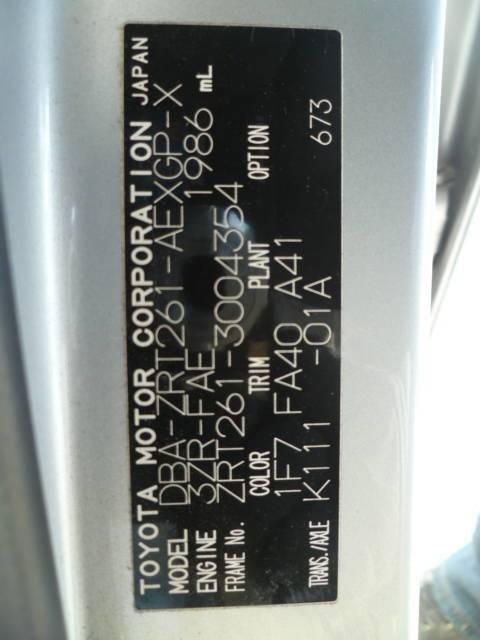 TOYOTA MOTOR CORPORATION JAPAN
MODEL DBA-ZRT261-AEXGP-X
ENGINE 3ZR-FAE 1986 mL
FRAME No. ZRT261-3004354
COLOR TRIM PLANT OPTION
1F7 FA40 A41
TRANS./AXLE K111 -01A 673